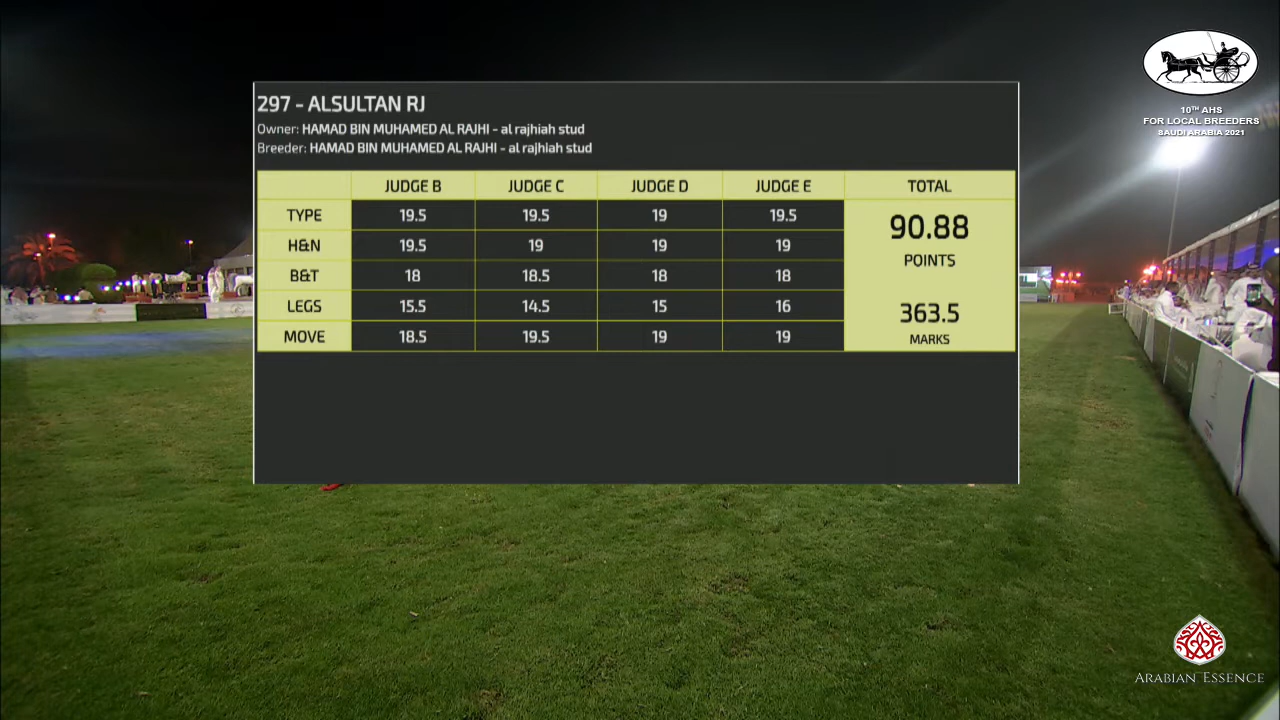 297 - ALSULTAN RJ
Owner: HAMAD BIN MUHAMED AL RAJHI - al rajhiah stud
Breeder: HAMAD BIN MUHAMED AL RAJHI - al rajhiah stud
JUDGE B JUDGE C JUDGE D JUDGE E TOTAL
TYPE 19.5 19.5 19 19.5
H&N 19.5 19 19 19
B&T 18 18.5 18 18
LEGS 15.5 14.5 15 16
MOVE 18.5 19.5 19 19
90.88
POINTS
363.5
MARKS
10TH AHS
FOR LOCAL BREEDERS
SAUDI ARABIA 2021
ARABIAN ESSENCE